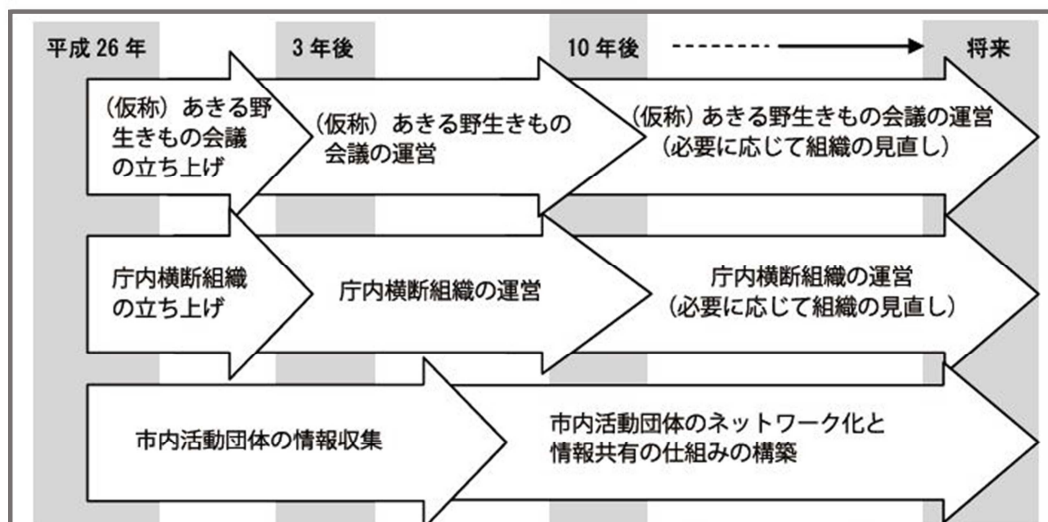 平成 26 年
3 年後
10 年後
将来
(仮称) あきる野
生きもの会議
の立ち上げ
(仮称) あきる野生きもの
会議の運営
(仮称) あきる野生きもの会議の運営
(必要に応じて組織の見直し)
庁内横断組織
の立ち上げ
庁内横断組織の運営
庁内横断組織の運営
(必要に応じて組織の見直し)
市内活動団体の情報収集
市内活動団体のネットワーク化と
情報共有の仕組みの構築